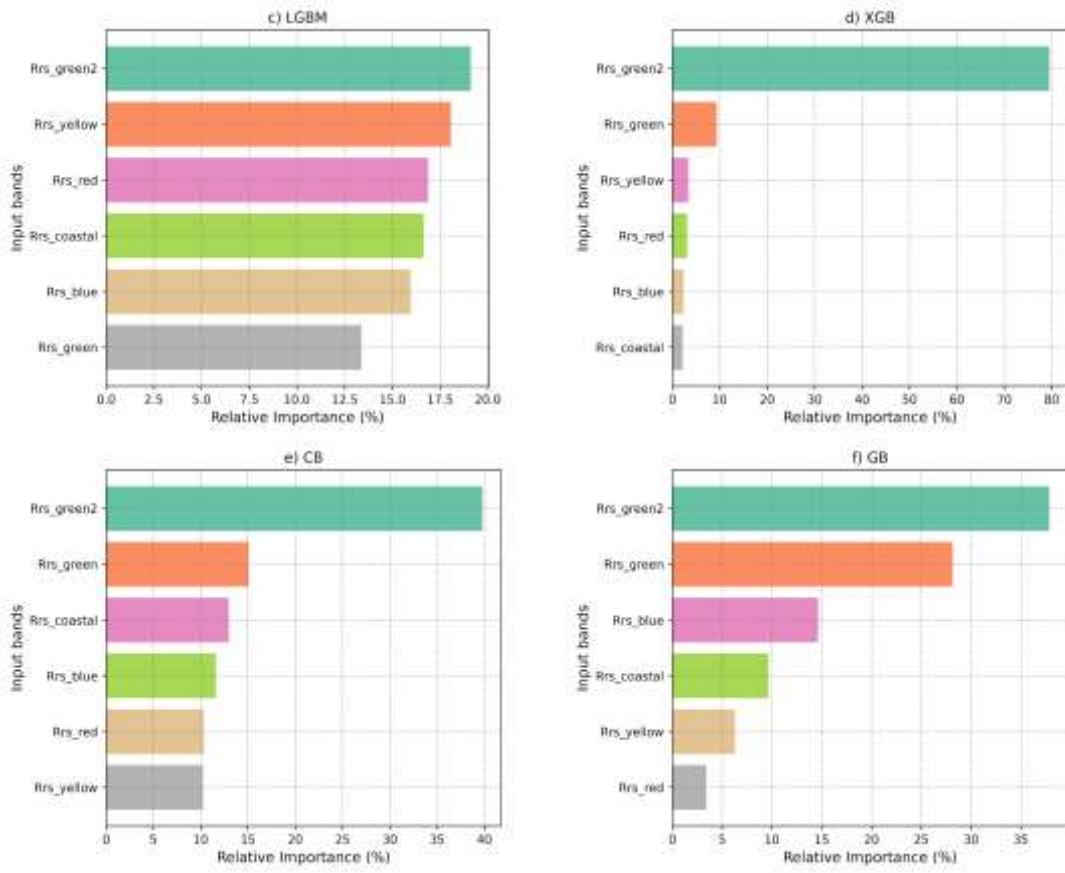 c) LGBM
Input bands
Rrs_green2
Rrs_yellow
Rrs_red
Rrs_coastal
Rrs_blue
Rrs_green
0.0 2.5 5.0 7.5 10.0 12.5 15.0 17.5 20.0
Relative Importance (%)
d) XGB
Input bands
Rrs_green2
Rrs_green
Rrs_yellow
Rrs_red
Rrs_blue
Rrs_coastal
0 10 20 30 40 50 60 70 80
Relative Importance (%)
e) CB
Input bands
Rrs_green2
Rrs_green
Rrs_coastal
Rrs_blue
Rrs_red
Rrs_yellow
0 5 10 15 20 25 30 35 40
Relative Importance (%)
f) GB
Input bands
Rrs_green2
Rrs_green
Rrs_blue
Rrs_coastal
Rrs_yellow
Rrs_red
0 5 10 15 20 25 30 35
Relative Importance (%)